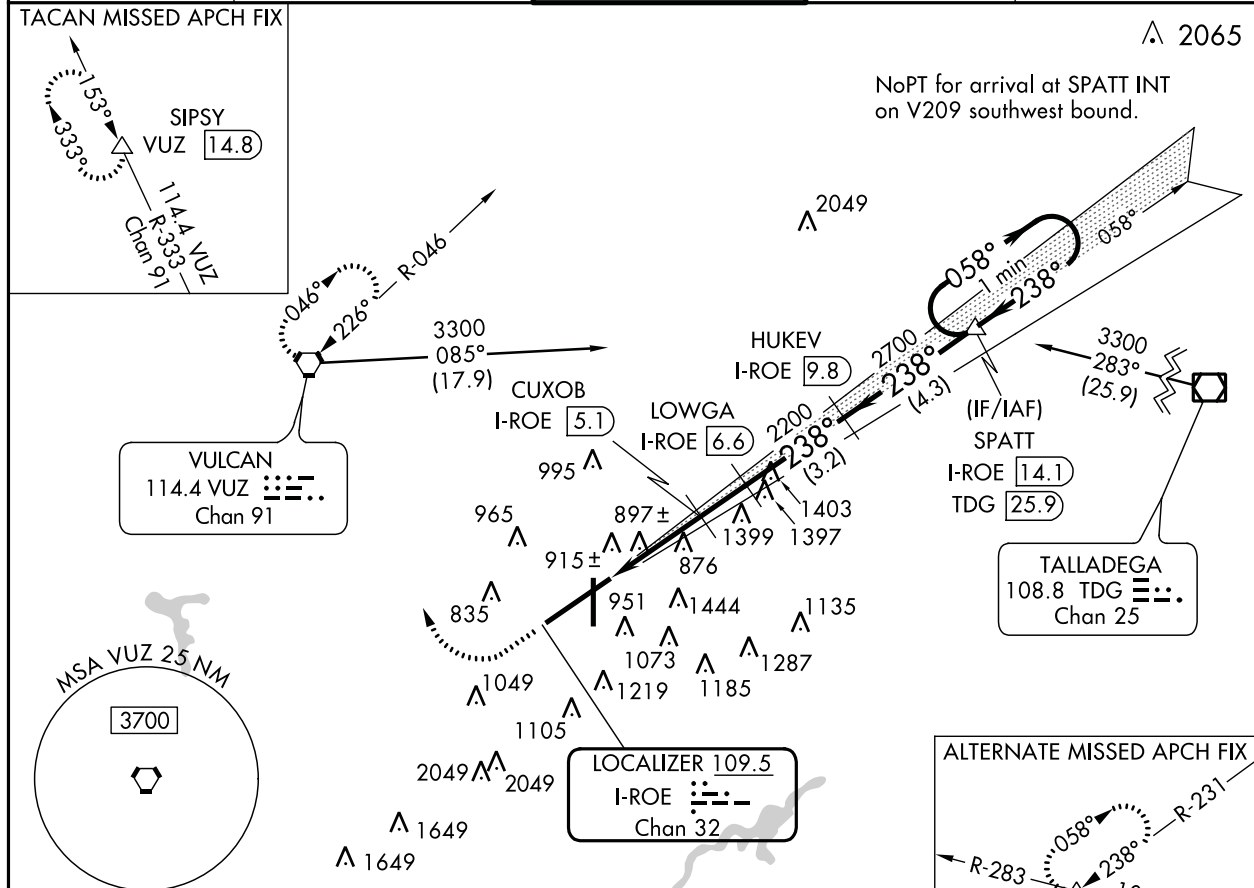 TACAN MISSED APCH FIX
153°
333°
SIPSY
VUZ 14.8
114.4 VUZ
R-333
Chan 91
2065
NoPT for arrival at SPATT INT
on V209 southwest bound.
2049
R-046
046°
226°
3300
085°
(17.9)
058°
1 min
238°
058°
HUKEV
I-ROE 9.8
2700
238°
(4.3)
3300
283°
(25.9)
CUXOB
I-ROE 5.1
LOWGA
I-ROE 6.6
2200
238°
(3.2)
(IF/IAF)
SPATT
I-ROE 14.1
TDG 25.9
VULCAN
114.4 VUZ
Chan 91
995
965
897±
1403
1399
1397
915±
876
TALLADEGA
108.8 TDG
Chan 25
835
951
1444
1135
1073
1287
1185
1219
1049
1105
MSA VUZ 25 NM
3700
2049
2049
1649
1649
LOCALIZER 109.5
I-ROE
Chan 32
ALTERNATE MISSED APCH FIX
R-231
058°
238°
R-283